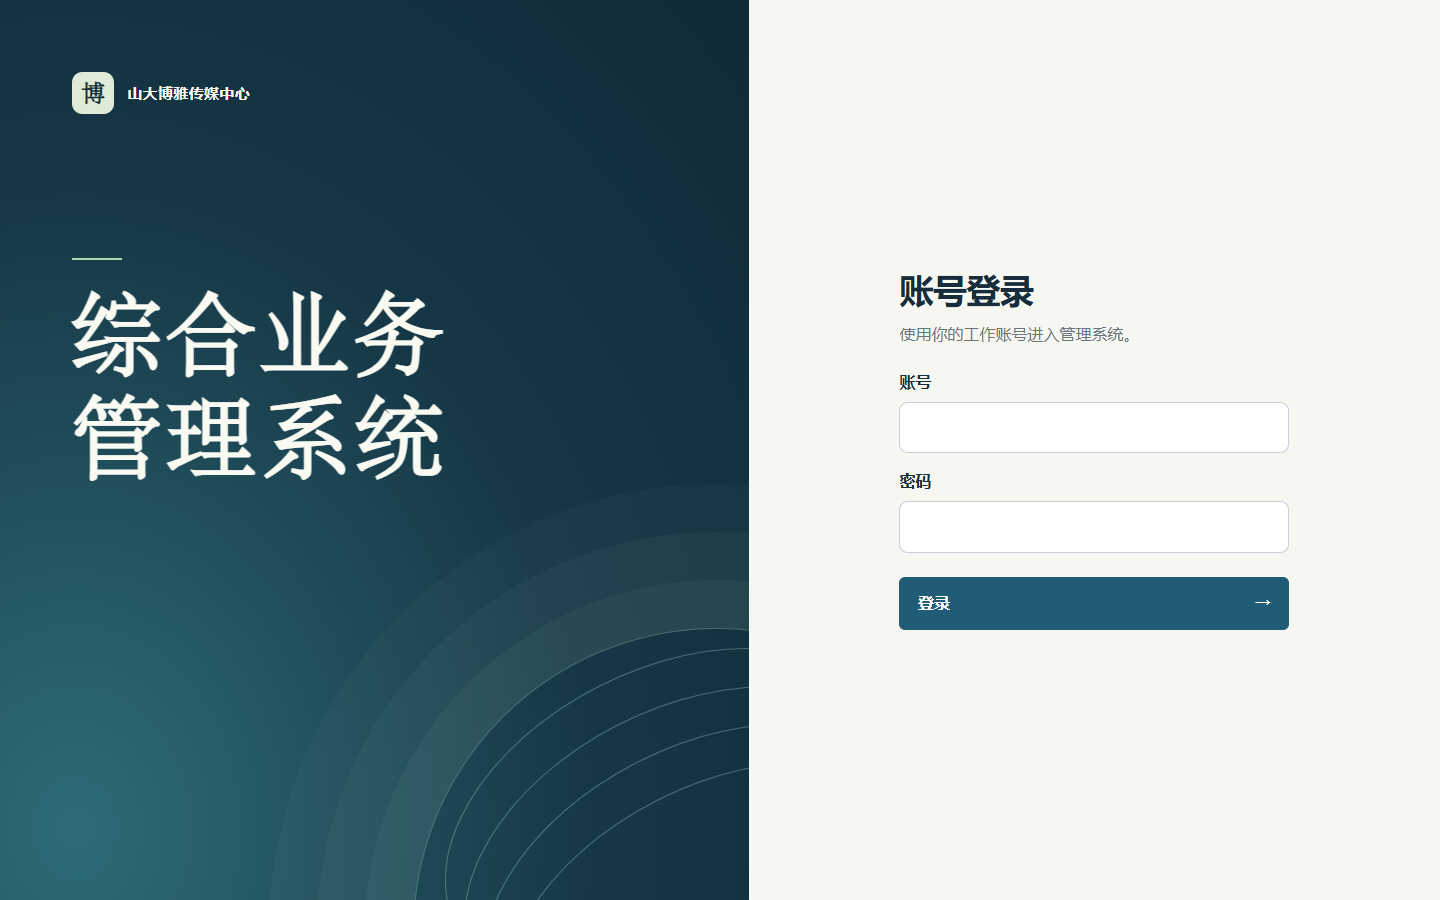 博
山大博雅传媒中心
综合业务
管理系统
账号登录
使用你的工作账号进入管理系统。
账号
密码
登录 →